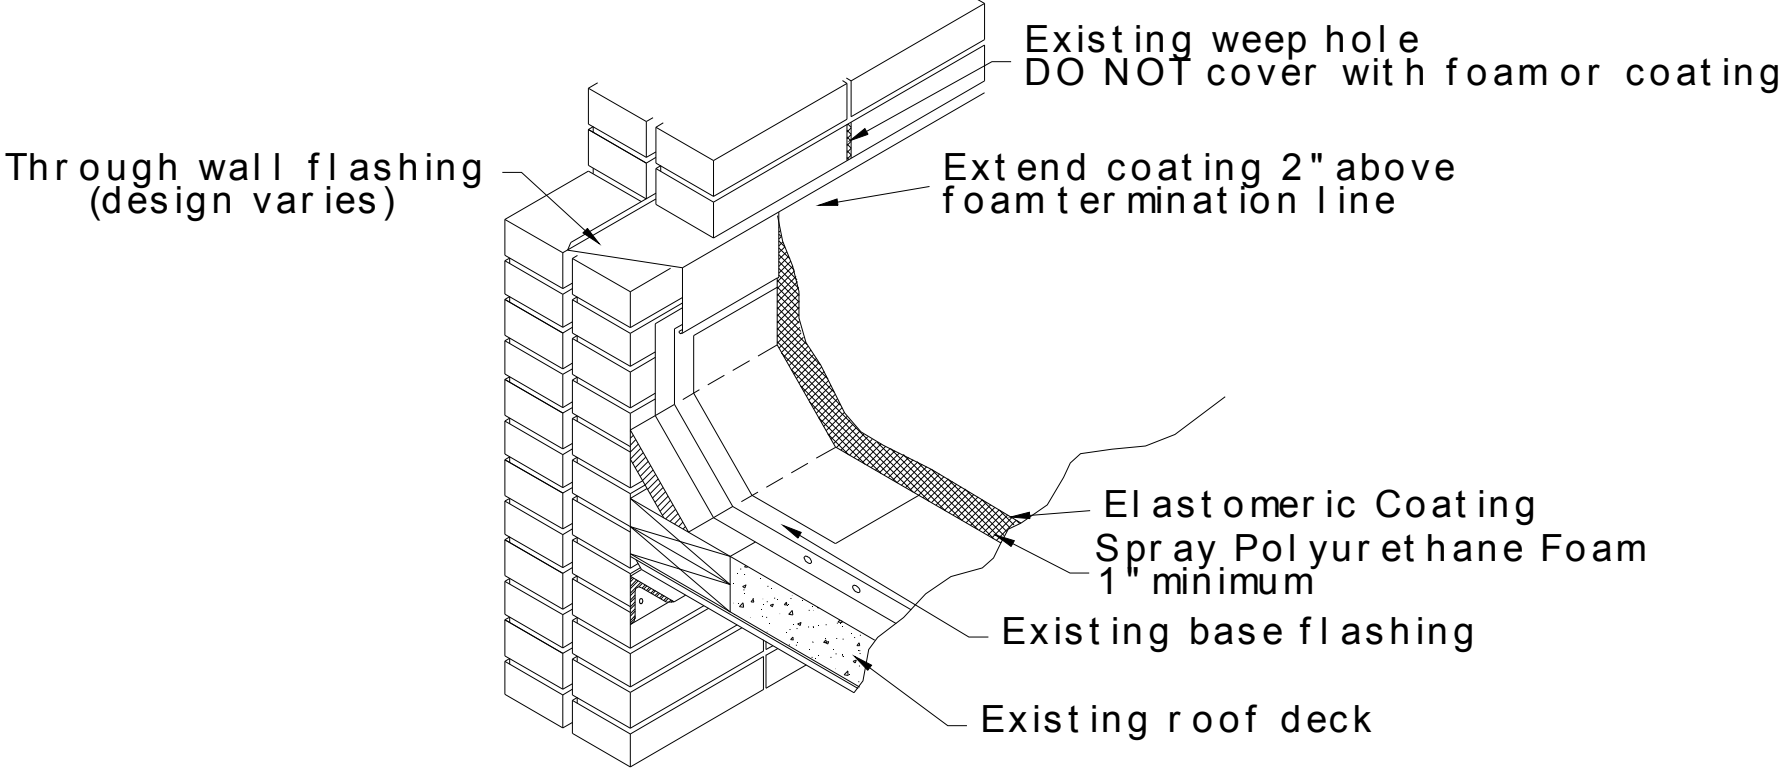 Existing weep hole
DO NOT cover with foam or coating
Through wall flashing
(design varies)
Extend coating 2" above
foam termination line
Elastomeric Coating
Spray Polyurethane Foam
1" minimum
Existing base flashing
Existing roof deck